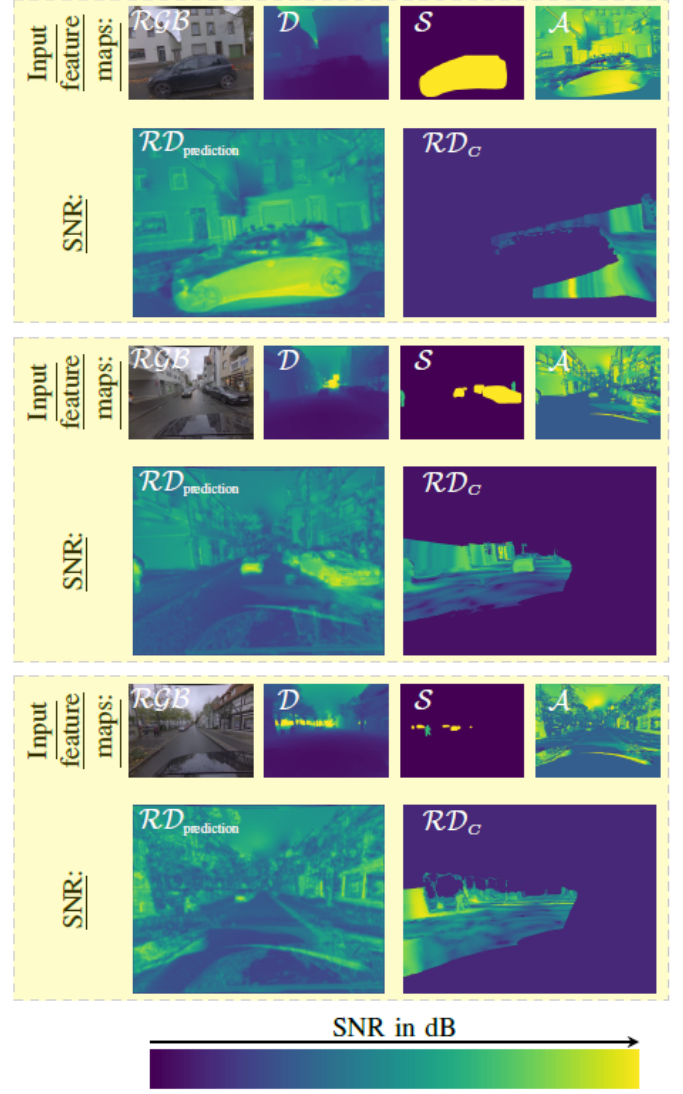 Input feature maps:
RGB D S A
SNR:
RD prediction RD C
Input feature maps:
RGB D S A
SNR:
RD prediction RD C
Input feature maps:
RGB D S A
SNR:
RD prediction RD C
SNR in dB